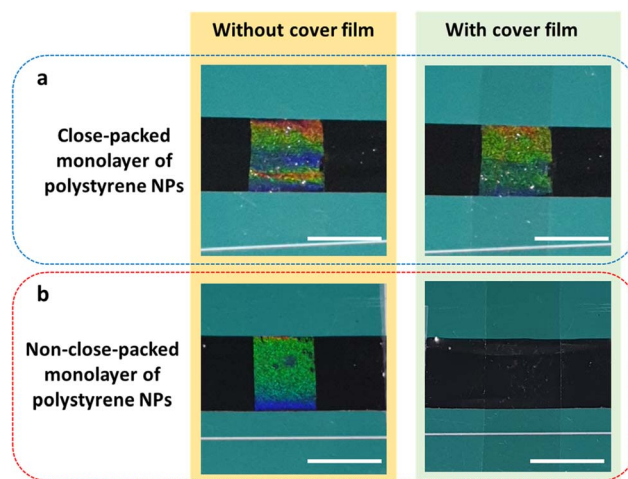 Without cover film
With cover film
a
Close-packed
monolayer of
polystyrene NPs
b
Non-close-packed
monolayer of
polystyrene NPs